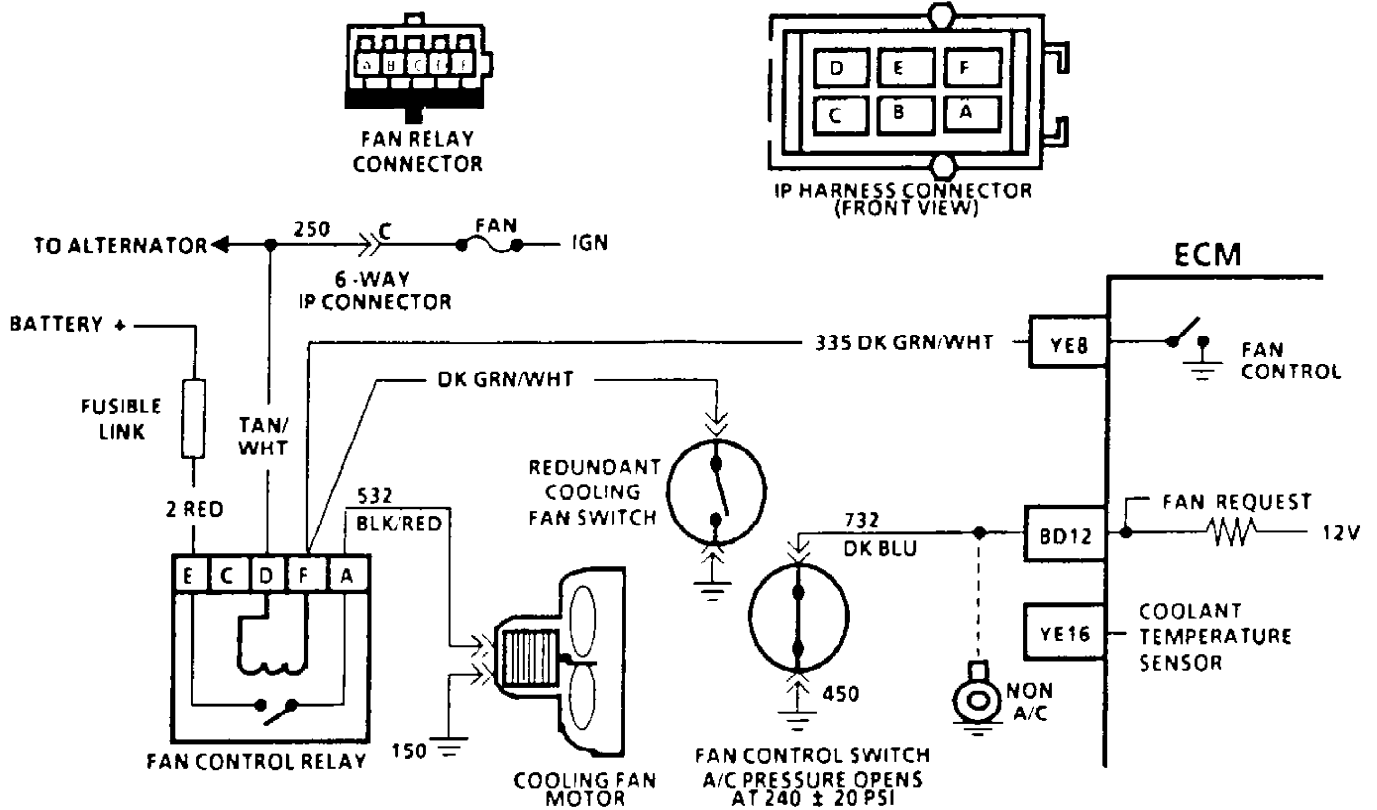 A B C E F
FAN RELAY
CONNECTOR
D E F
C B A
IP HARNESS CONNECTOR
(FRONT VIEW)
TO ALTERNATOR
250
C
FAN
IGN
6-WAY
IP CONNECTOR
ECM
BATTERY +
335 DK GRN/WHT
YE8
FAN
CONTROL
DK GRN/WHT
FUSIBLE
LINK
TAN/
WHT
REDUNDANT
COOLING
FAN SWITCH
2 RED
532
BLK/RED
732
DK BLU
BD12
FAN REQUEST
12V
E C D F A
YE16
COOLANT
TEMPERATURE
SENSOR
450
NON
A/C
150
FAN CONTROL RELAY
COOLING FAN
MOTOR
FAN CONTROL SWITCH
A/C PRESSURE OPENS
AT 240 ± 20 PSI